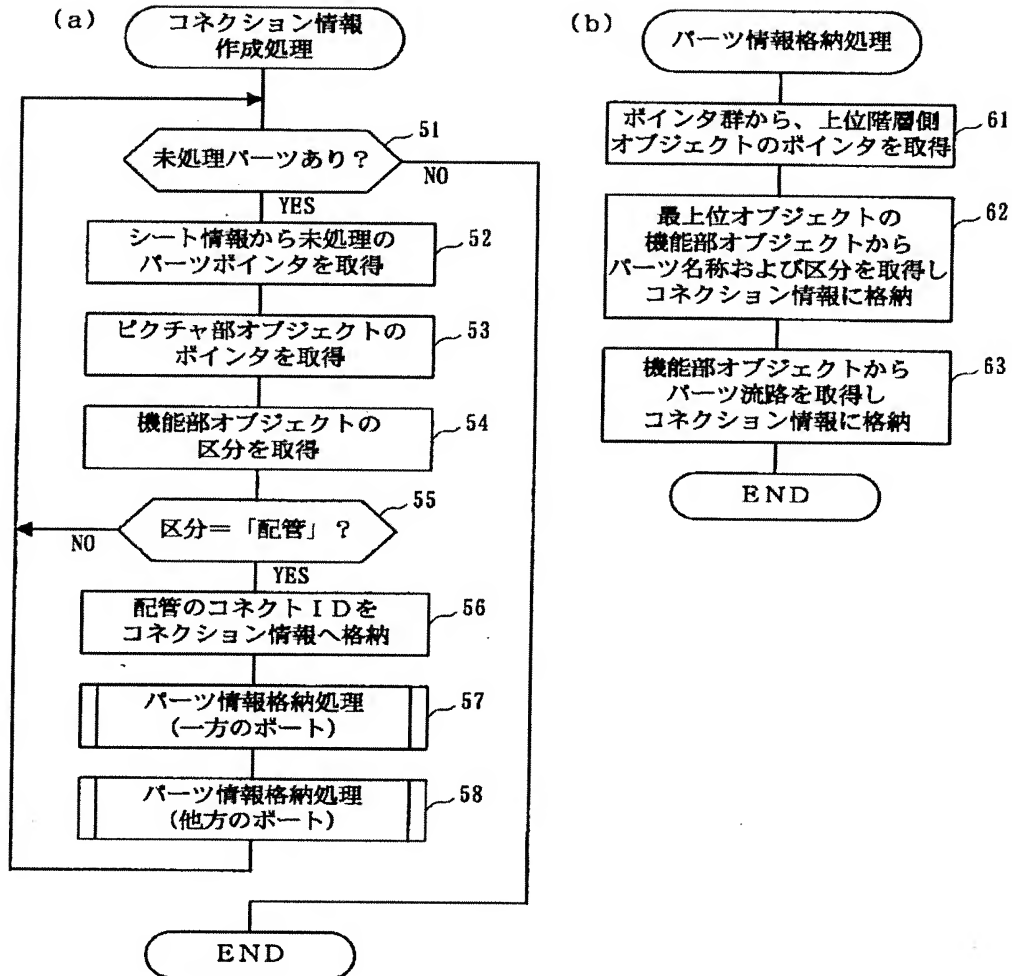 (a)
コネクション情報
作成処理
51
未処理パーツあり？
NO
YES
シート情報から未処理の
パーツポインタを取得
52
ピクチャ部オブジェクトの
ポインタを取得
53
機能部オブジェクトの
区分を取得
54
55
区分＝「配管」？
NO
YES
配管のコネクトＩＤを
コネクション情報へ格納
56
パーツ情報格納処理
(一方のポート)
57
パーツ情報格納処理
(他方のポート)
58
END
(b)
パーツ情報格納処理
ポインタ群から、上位階層側
オブジェクトのポインタを取得
61
最上位オブジェクトの
機能部オブジェクトから
パーツ名称および区分を取得し
コネクション情報に格納
62
機能部オブジェクトから
パーツ流路を取得し
コネクション情報に格納
63
END